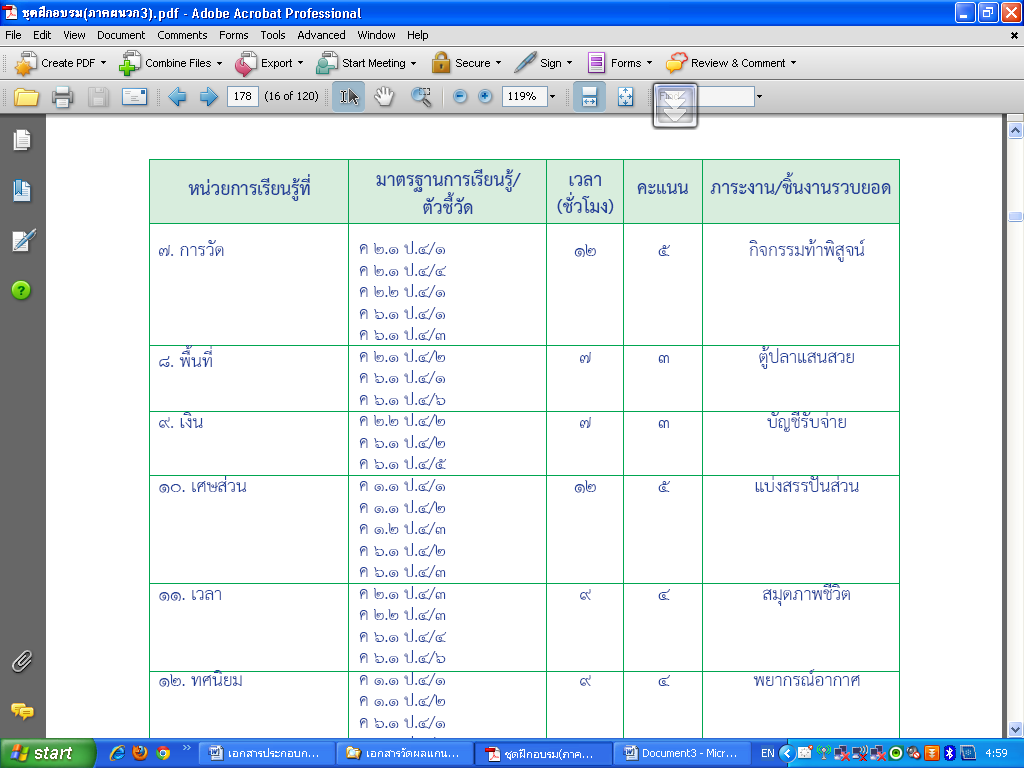 ชุดฝึกอบรม(ภาคผนวก3).pdf - Adobe Acrobat Professional
File Edit View Document Comments Forms Tools Advanced Window Help
Create PDF Combine Files Export Start Meeting Secure Sign Forms Review & Comment
178 (16 of 120) 119%
หน่วยการเรียนรู้ที่ มาตรฐานการเรียนรู้/ตัวชี้วัด เวลา (ชั่วโมง) คะแนน ภาระงาน/ชิ้นงานรวบยอด
๗. การวัด ค ๒.๑ ป.๔/๑ ๑๒ ๕ กิจกรรมท้าพิสูจน์
ค ๒.๑ ป.๔/๔
ค ๒.๒ ป.๔/๑
ค ๖.๑ ป.๔/๑
ค ๖.๑ ป.๔/๓
๘. พื้นที่ ค ๒.๑ ป.๔/๒ ๗ ๓ ตู้ปลาแสนสวย
ค ๖.๑ ป.๔/๑
ค ๖.๑ ป.๔/๖
๙. เงิน ค ๒.๒ ป.๔/๒ ๗ ๓ บัญชีรับจ่าย
ค ๖.๑ ป.๔/๒
ค ๖.๑ ป.๔/๕
๑๐. เศษส่วน ค ๑.๑ ป.๔/๑ ๑๒ ๕ แบ่งสรรปันส่วน
ค ๑.๑ ป.๔/๒
ค ๑.๒ ป.๔/๓
ค ๖.๑ ป.๔/๒
ค ๖.๑ ป.๔/๓
๑๑. เวลา ค ๒.๑ ป.๔/๓ ๙ ๔ สมุดภาพชีวิต
ค ๒.๒ ป.๔/๓
ค ๖.๑ ป.๔/๔
ค ๖.๑ ป.๔/๖
๑๒. ทศนิยม ค ๑.๑ ป.๔/๑ ๙ ๔ พยากรณ์อากาศ
ค ๑.๑ ป.๔/๒
ค ๖.๑ ป.๔/๑
start เอกสารประกอบก... เอกสารวัดผลแกน... ชุดฝึกอบรม(ภาค... Document3 - Micr... EN 4:59